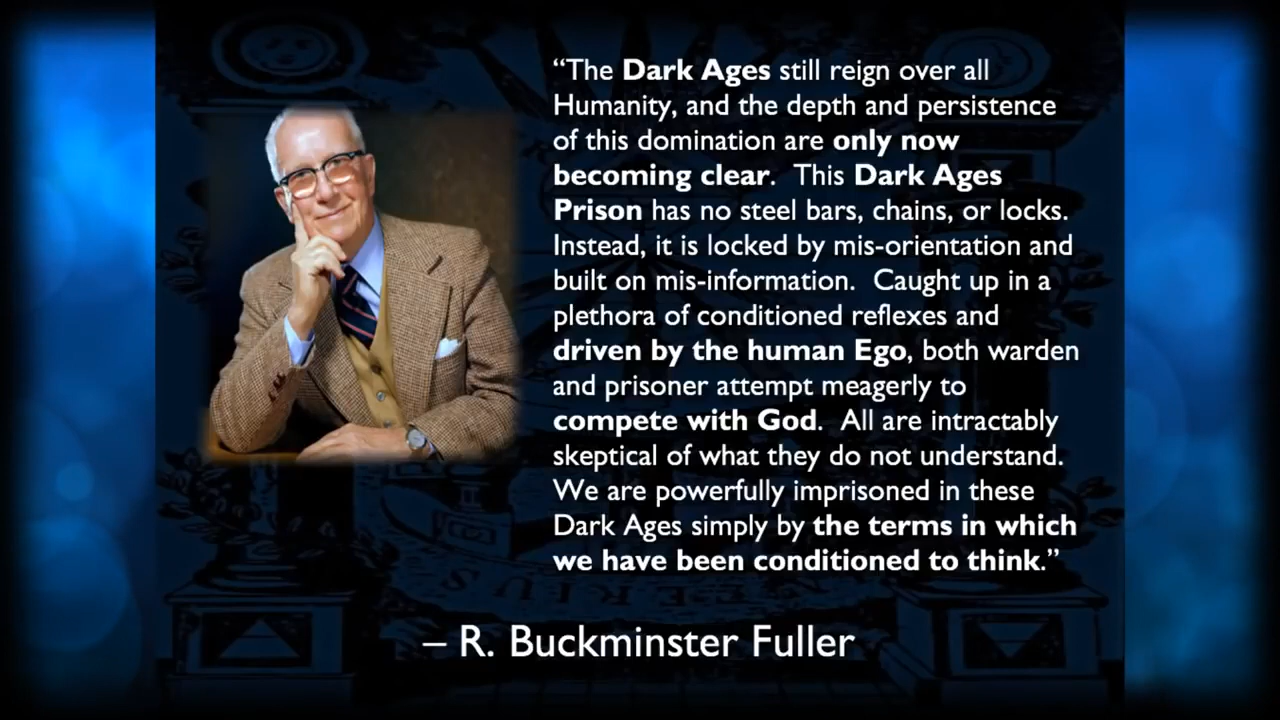 “The Dark Ages still reign over all
Humanity, and the depth and persistence
of this domination are only now
becoming clear.  This Dark Ages
Prison has no steel bars, chains, or locks.
Instead, it is locked by mis-orientation and
built on mis-information.  Caught up in a
plethora of conditioned reflexes and
driven by the human Ego, both warden
and prisoner attempt meagerly to
compete with God.  All are intractably
skeptical of what they do not understand.
We are powerfully imprisoned in these
Dark Ages simply by the terms in which
we have been conditioned to think.”
– R. Buckminster Fuller